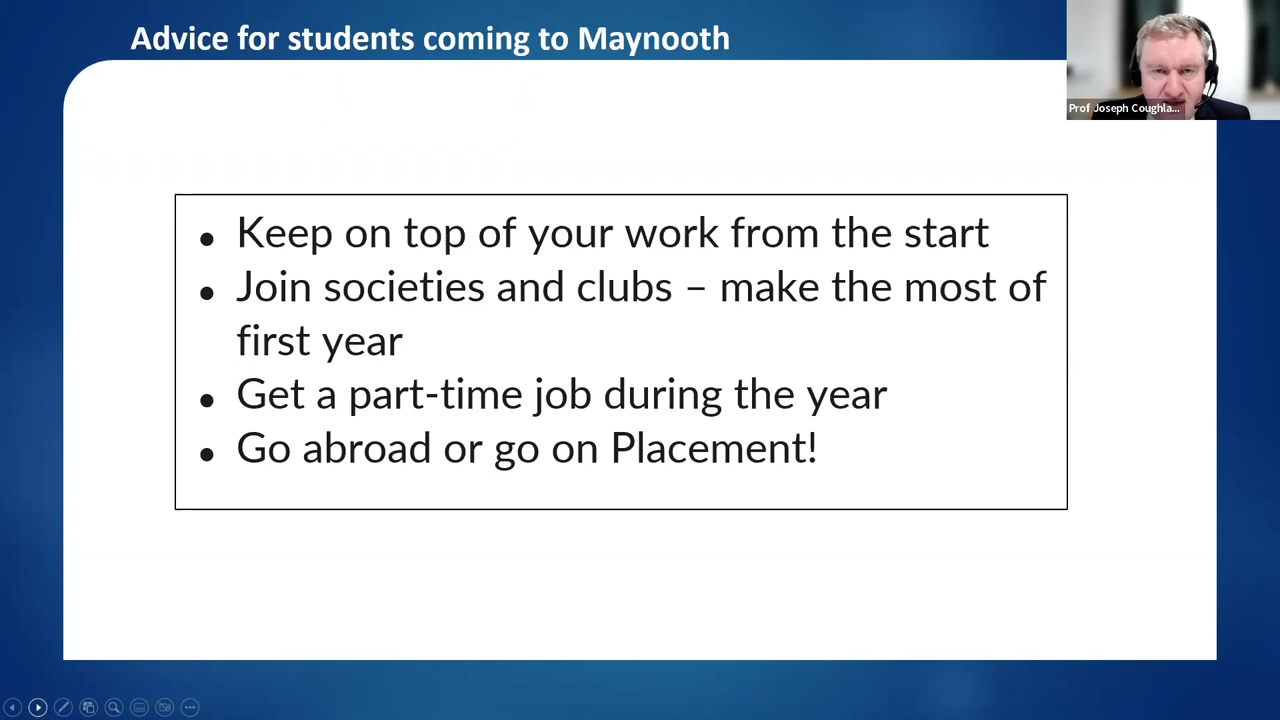 Advice for students coming to Maynooth
Prof Joseph Coughla...
• Keep on top of your work from the start
• Join societies and clubs – make the most of
first year
• Get a part-time job during the year
• Go abroad or go on Placement!